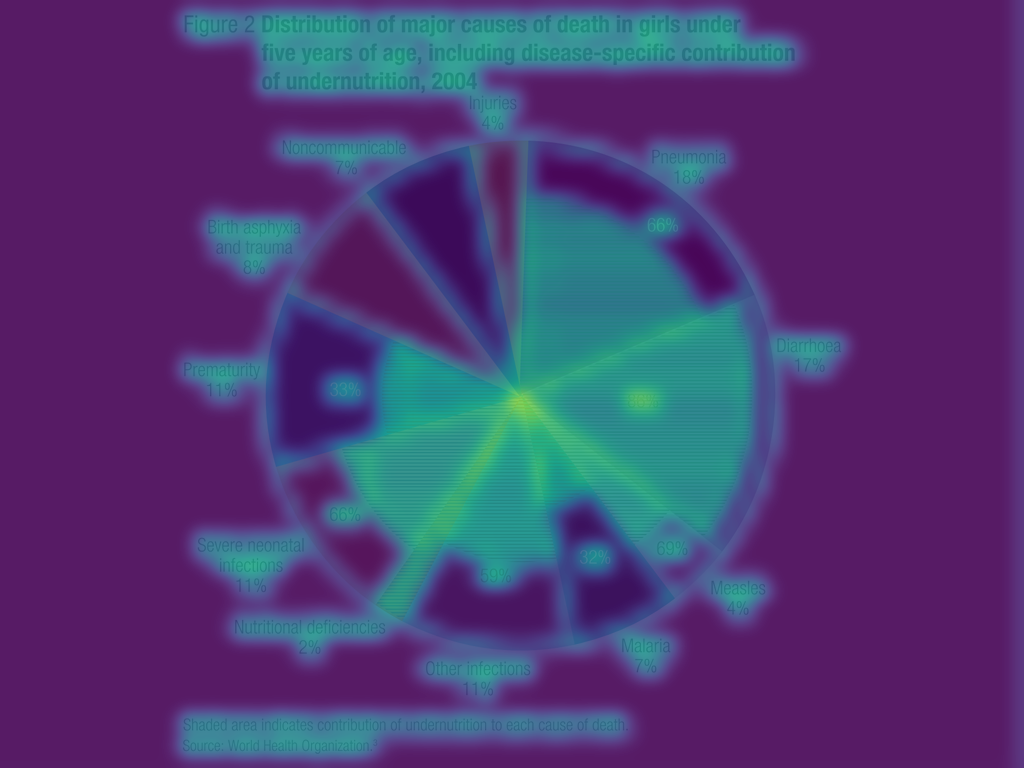 Figure 2 Distribution of major causes of death in girls under
five years of age, including disease-specific contribution
of undernutrition, 2004
Injuries
4%
Noncommunicable
7%
Pneumonia
18%
66%
Birth asphyxia
and trauma
8%
Diarrhoea
17%
Prematurity
11%
33%
66%
69%
32%
59%
Severe neonatal
infections
11%
Measles
4%
Nutritional deficiencies
2%
Malaria
7%
Other infections
11%
Shaded area indicates contribution of undernutrition to each cause of death.
Source: World Health Organization.